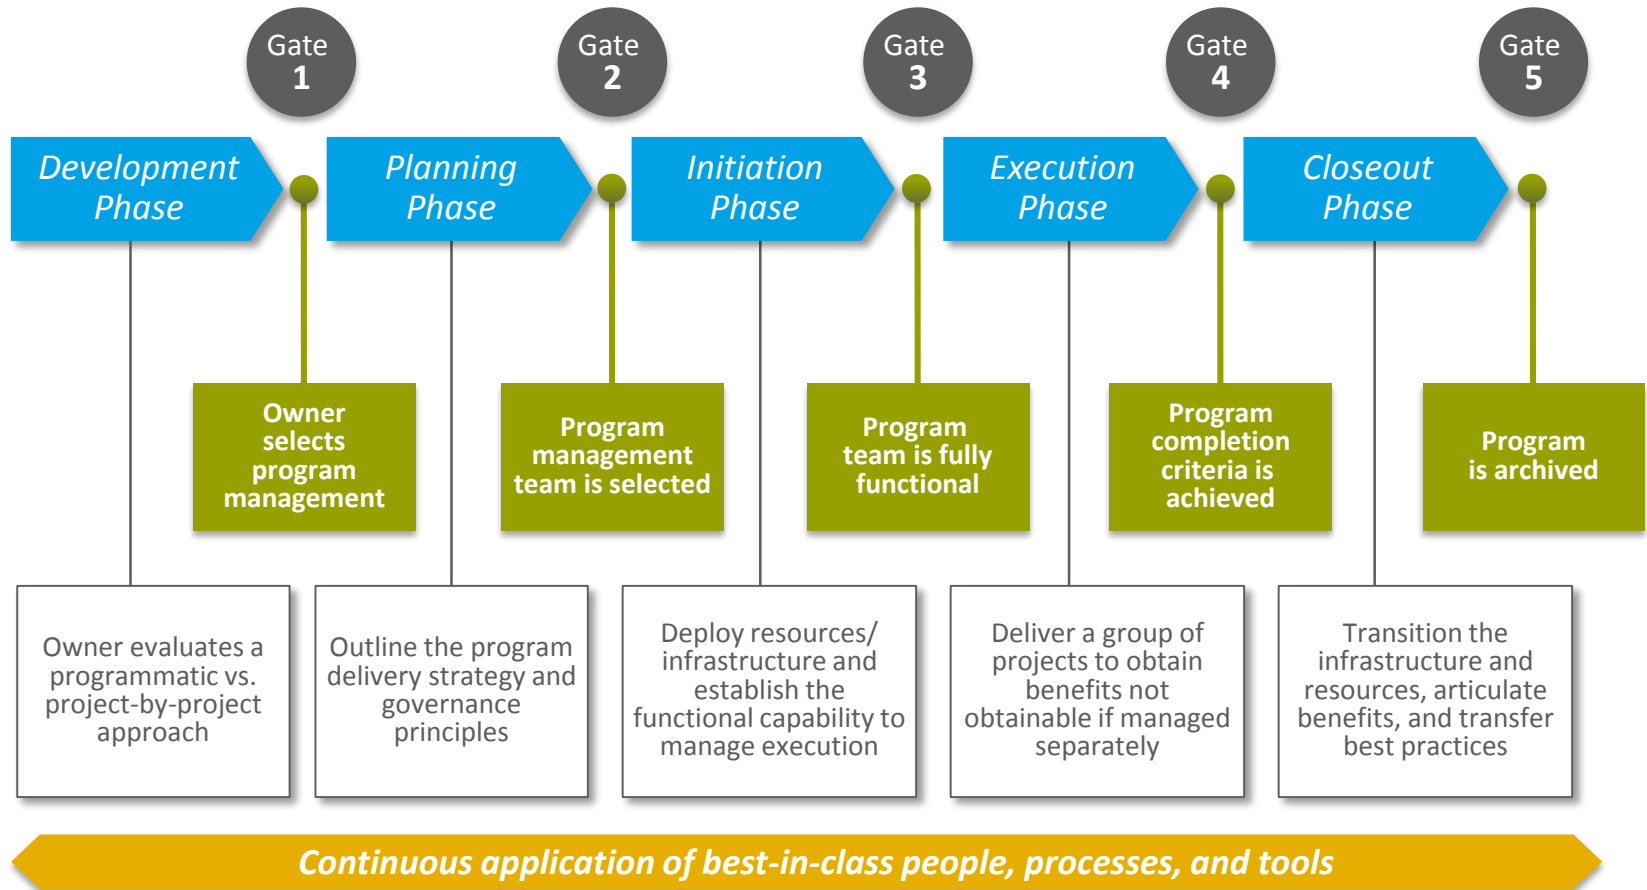 Gate
1
Gate
2
Gate
3
Gate
4
Gate
5
Development
Phase
Planning
Phase
Initiation
Phase
Execution
Phase
Closeout
Phase
Owner
selects
program
management
Program
management
team is selected
Program
team is fully
functional
Program
completion
criteria is
achieved
Program
is archived
Owner evaluates a
programmatic vs.
project-by-project
approach
Outline the program
delivery strategy and
governance
principles
Deploy resources/
infrastructure and
establish the
functional capability to
manage execution
Deliver a group of
projects to obtain
benefits not
obtainable if managed
separately
Transition the
infrastructure and
resources, articulate
benefits, and transfer
best practices
Continuous application of best-in-class people, processes, and tools